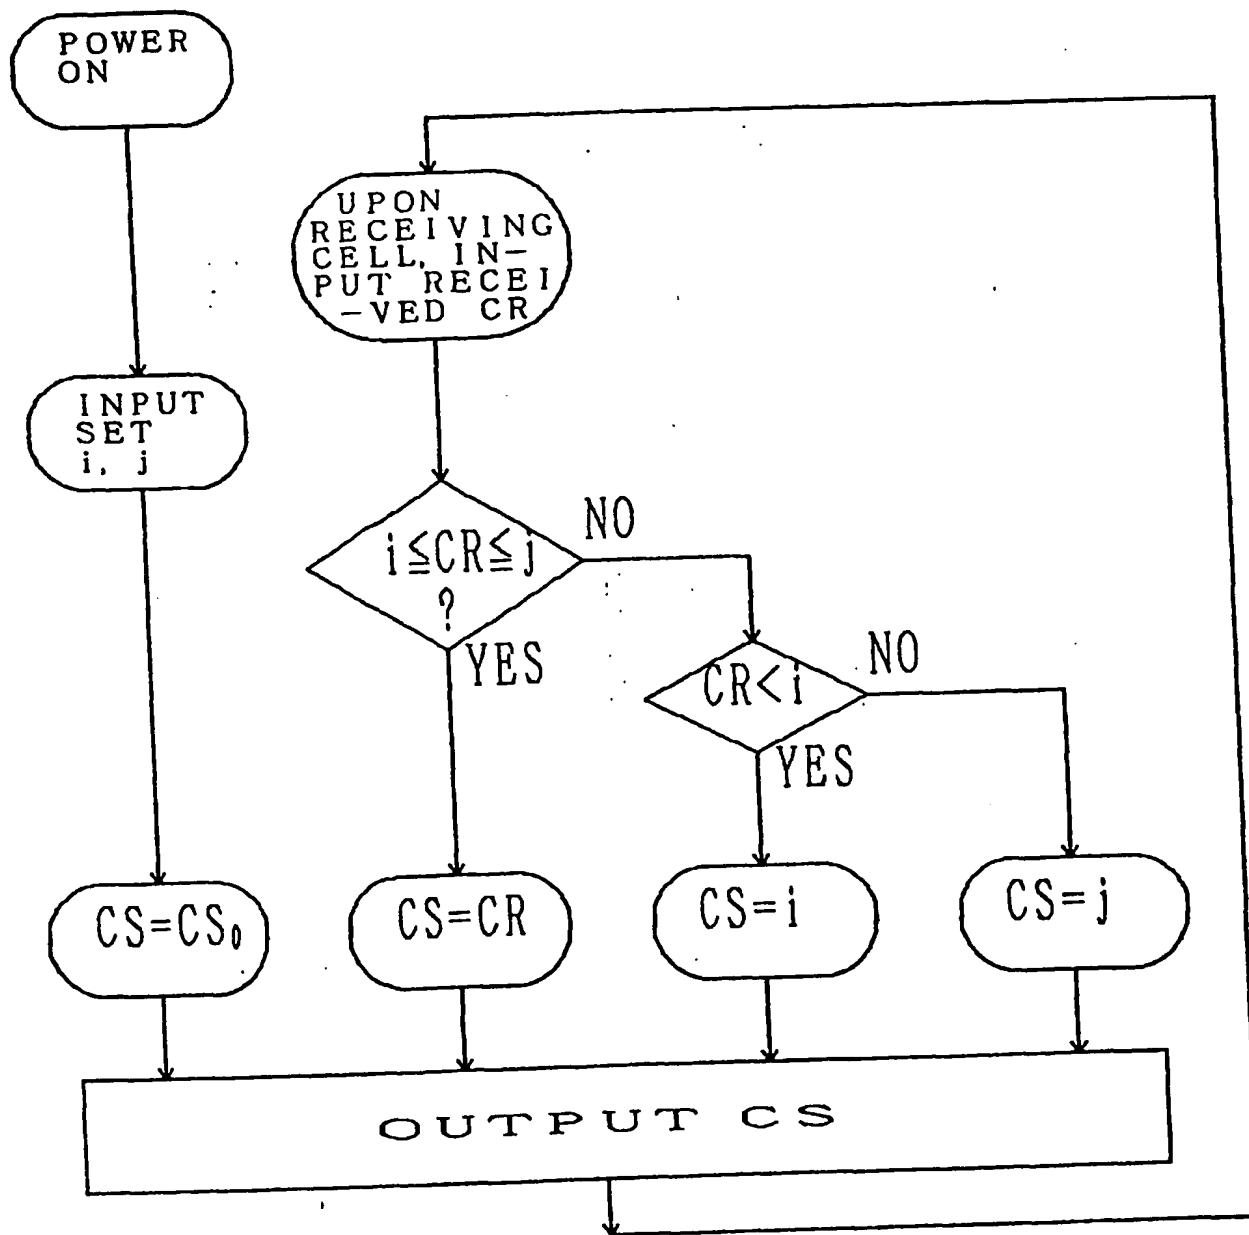 POWER
ON
UPON
RECEIVING
CELL, IN-
PUT RECEI
-VED CR
INPUT
SET
i, j
i≦CR≦j
?
NO
YES
CR<i
NO
YES
CS=CS₀
CS=CR
CS=i
CS=j
OUTPUT CS